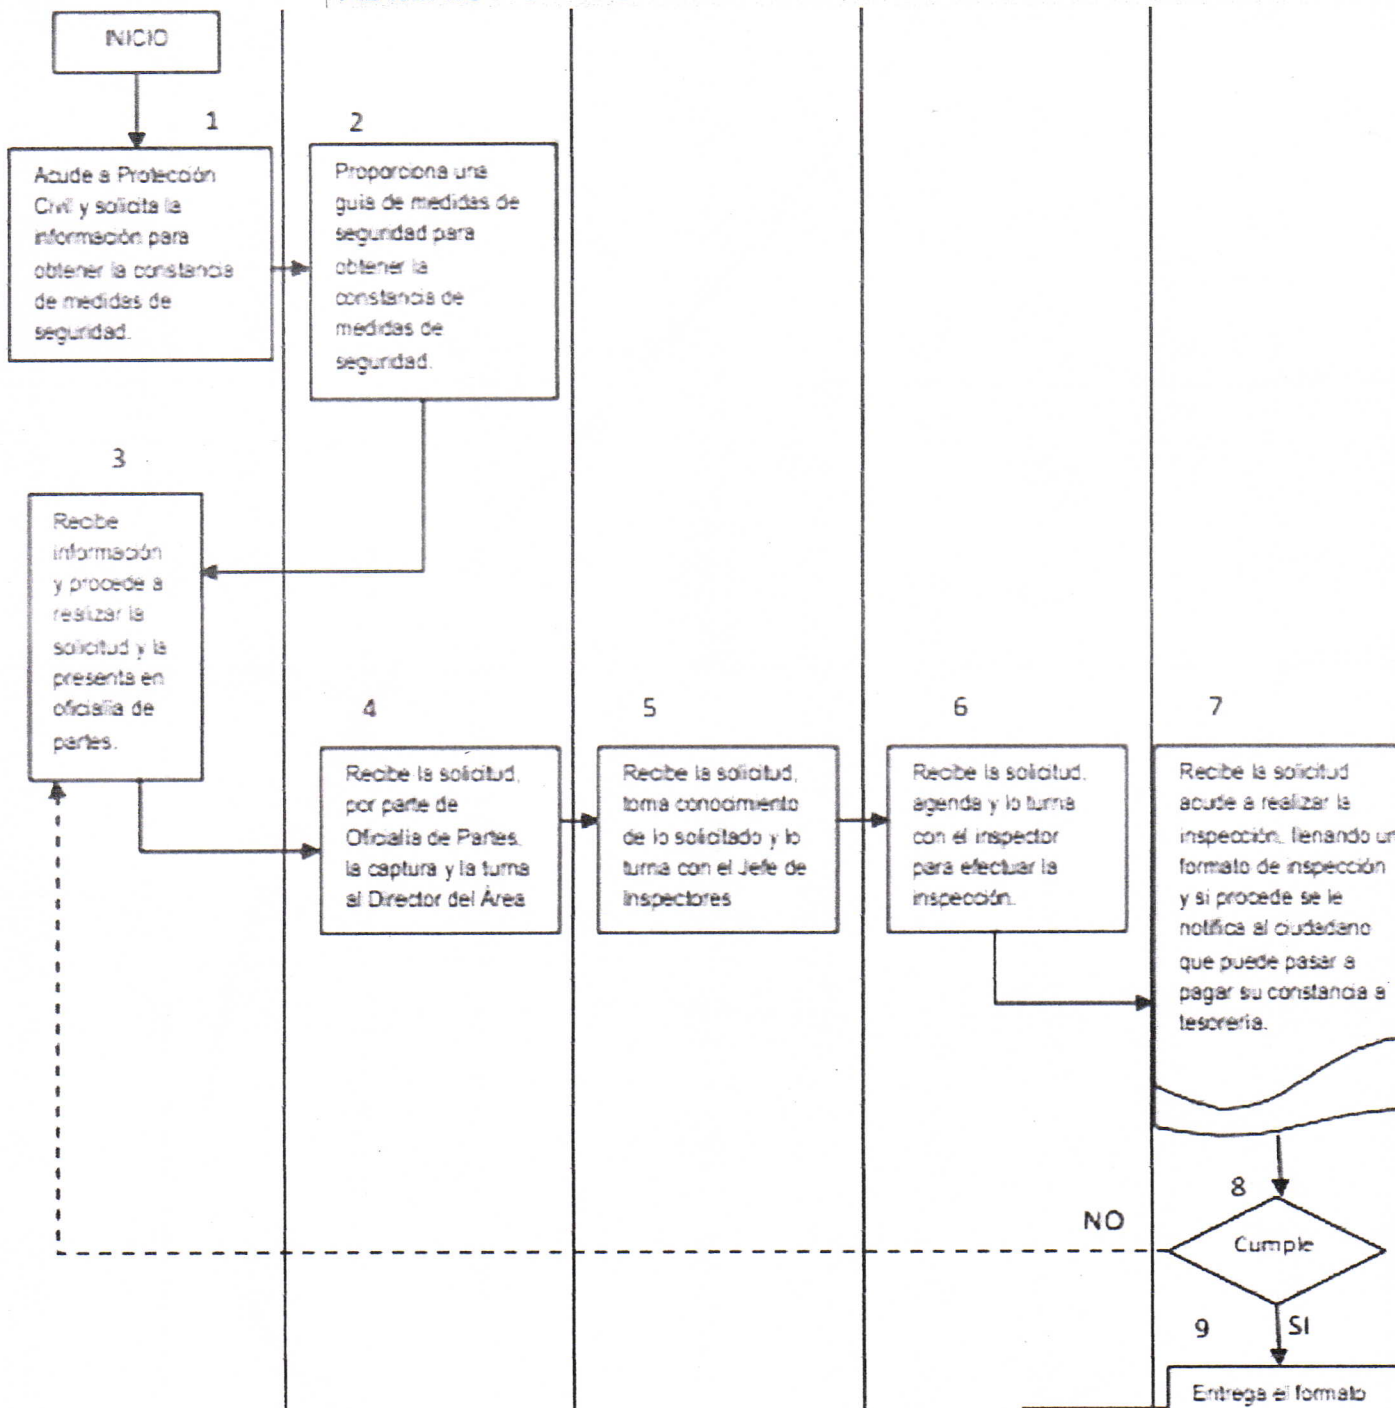 INICIO
1
Acude a Protección
Civil y solicita la
información para
obtener la constancia
de medidas de
seguridad.
2
Proporciona una
guia de medidas de
seguridad para
obtener la
constancia de
medidas de
seguridad.
3
Recibe
información
y procede a
realizar la
solicitud y la
presenta en
oficialía de
partes.
4
Recibe la solicitud,
por parte de
Oficialía de Partes,
la captura y la turna
al Director del Área
5
Recibe la solicitud,
toma conocimiento
de lo solicitado y lo
turna con el Jefe de
Inspectores
6
Recibe la solicitud,
agenda y lo turna
con el inspector
para efectuar la
inspección.
7
Recibe la solicitud
acude a realizar la
inspección, llenando un
formato de inspección
y si procede se le
notifica al ciudadano
que puede pasar a
pagar su constancia a
tesorería.
8
NO
Cumple
9
SI
Entrega el formato